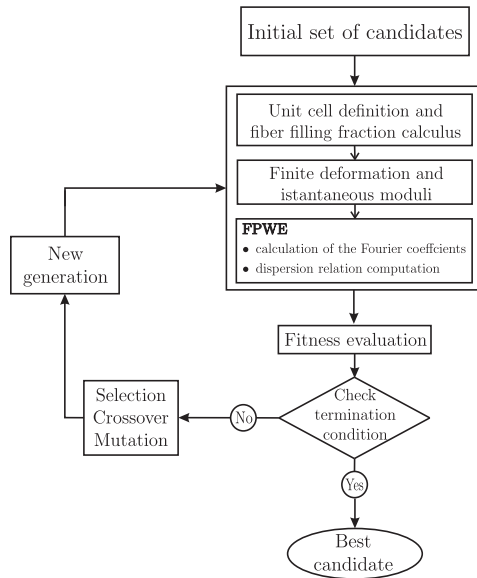 Initial set of candidates
Unit cell definition and
fiber filling fraction calculus
Finite deformation and
istantaneous moduli
FPWE
• calculation of the Fourier coeffcients
• dispersion relation computation
New
generation
Fitness evaluation
Selection
Crossover
Mutation
No
Check
termination
condition
Yes
Best
candidate